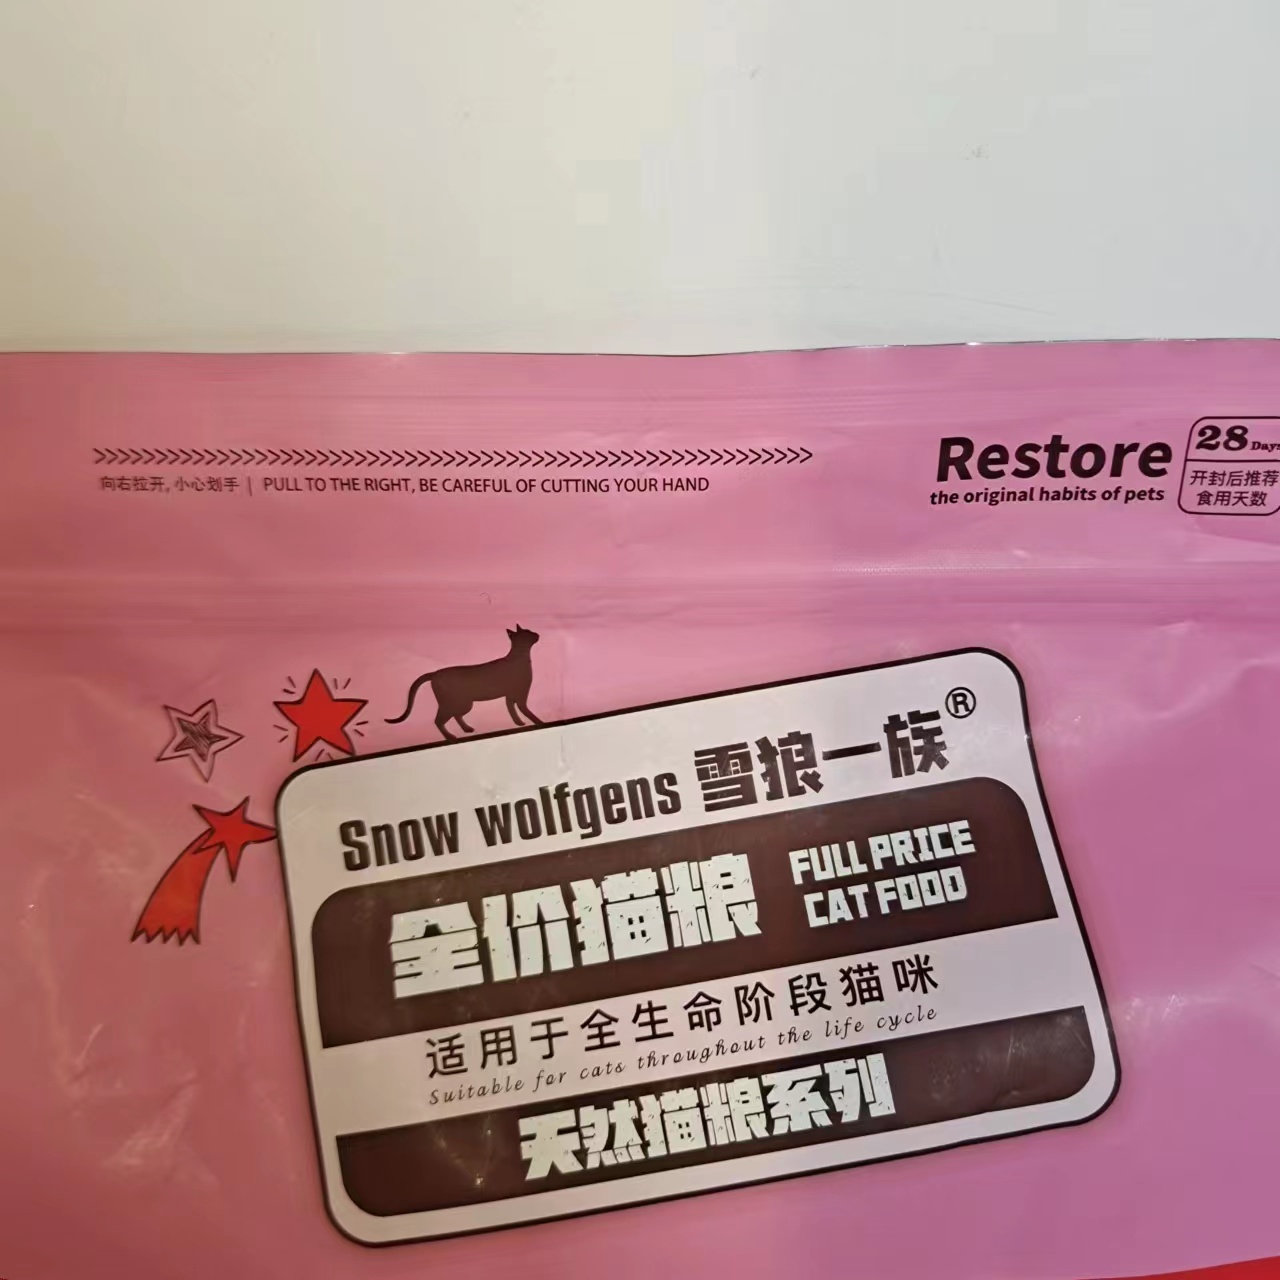 向右拉开, 小心划手 | PULL TO THE RIGHT, BE CAREFUL OF CUTTING YOUR HAND
Restore
the original habits of pets
28 Days
开封后推荐
食用天数
Snow wolfgens 雪狼一族®
全价猫粮
FULL PRICE
CAT FOOD
适用于全生命阶段猫咪
Suitable for cats throughout the life cycle
天然猫粮系列